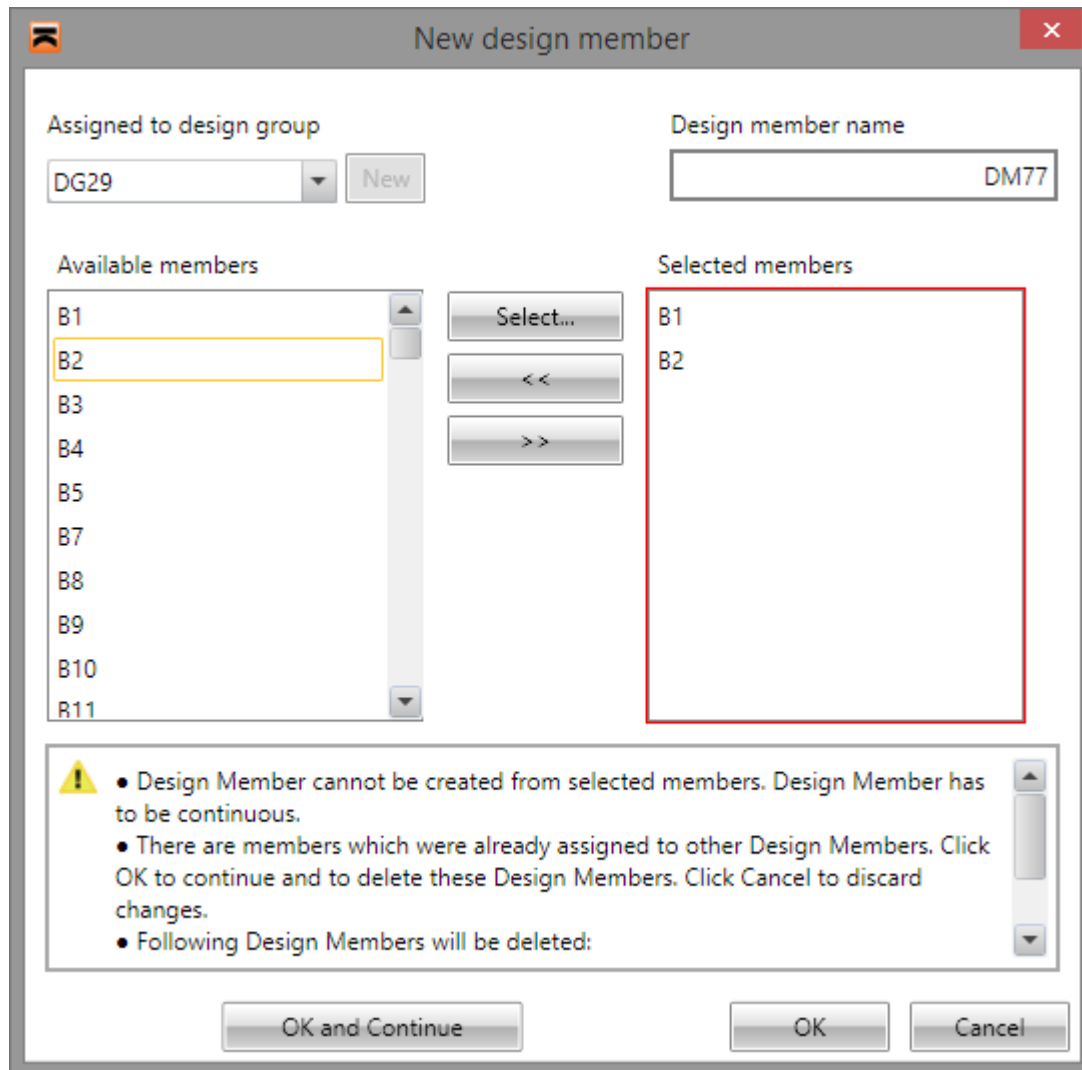 New design member
Assigned to design group
Design member name
DG29
New
DM77
Available members
Selected members
B1
B2
B3
B4
B5
B7
B8
B9
B10
B11
Select...
<<
>>
B1
B2
● Design Member cannot be created from selected members. Design Member has
to be continuous.
● There are members which were already assigned to other Design Members. Click
OK to continue and to delete these Design Members. Click Cancel to discard
changes.
● Following Design Members will be deleted:
OK and Continue
OK
Cancel